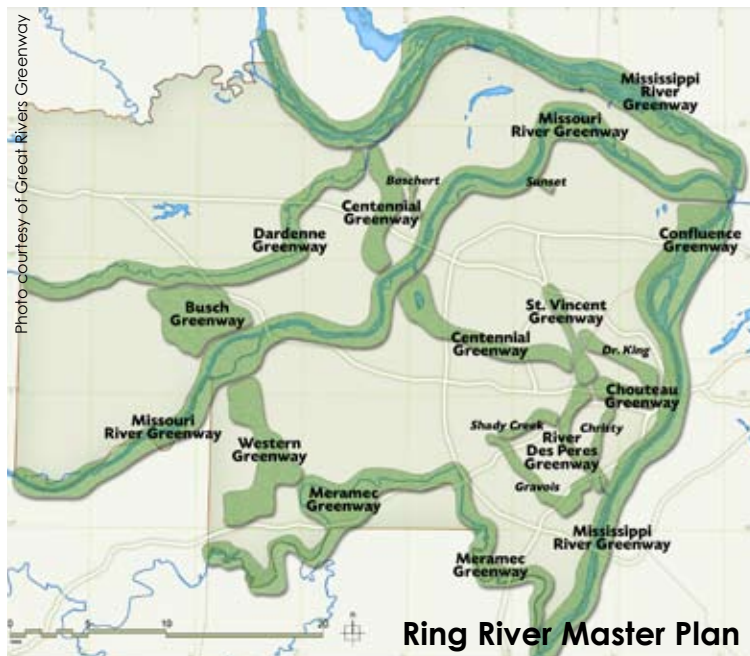 Photo courtesy of Great Rivers Greenway
Mississippi
River
Greenway
Missouri
River Greenway
Boschert
Sunset
Centennial
Greenway
Dardenne
Greenway
Confluence
Greenway
Busch
Greenway
St. Vincent
Greenway
Centennial
Greenway
Dr. King
Chouteau
Greenway
Missouri
River Greenway
Shady Creek
Christy
River
Des Peres
Greenway
Western
Greenway
Gravois
Meramec
Greenway
Mississippi
River Greenway
Meramec
Greenway
0 5 10 20
Ring River Master Plan